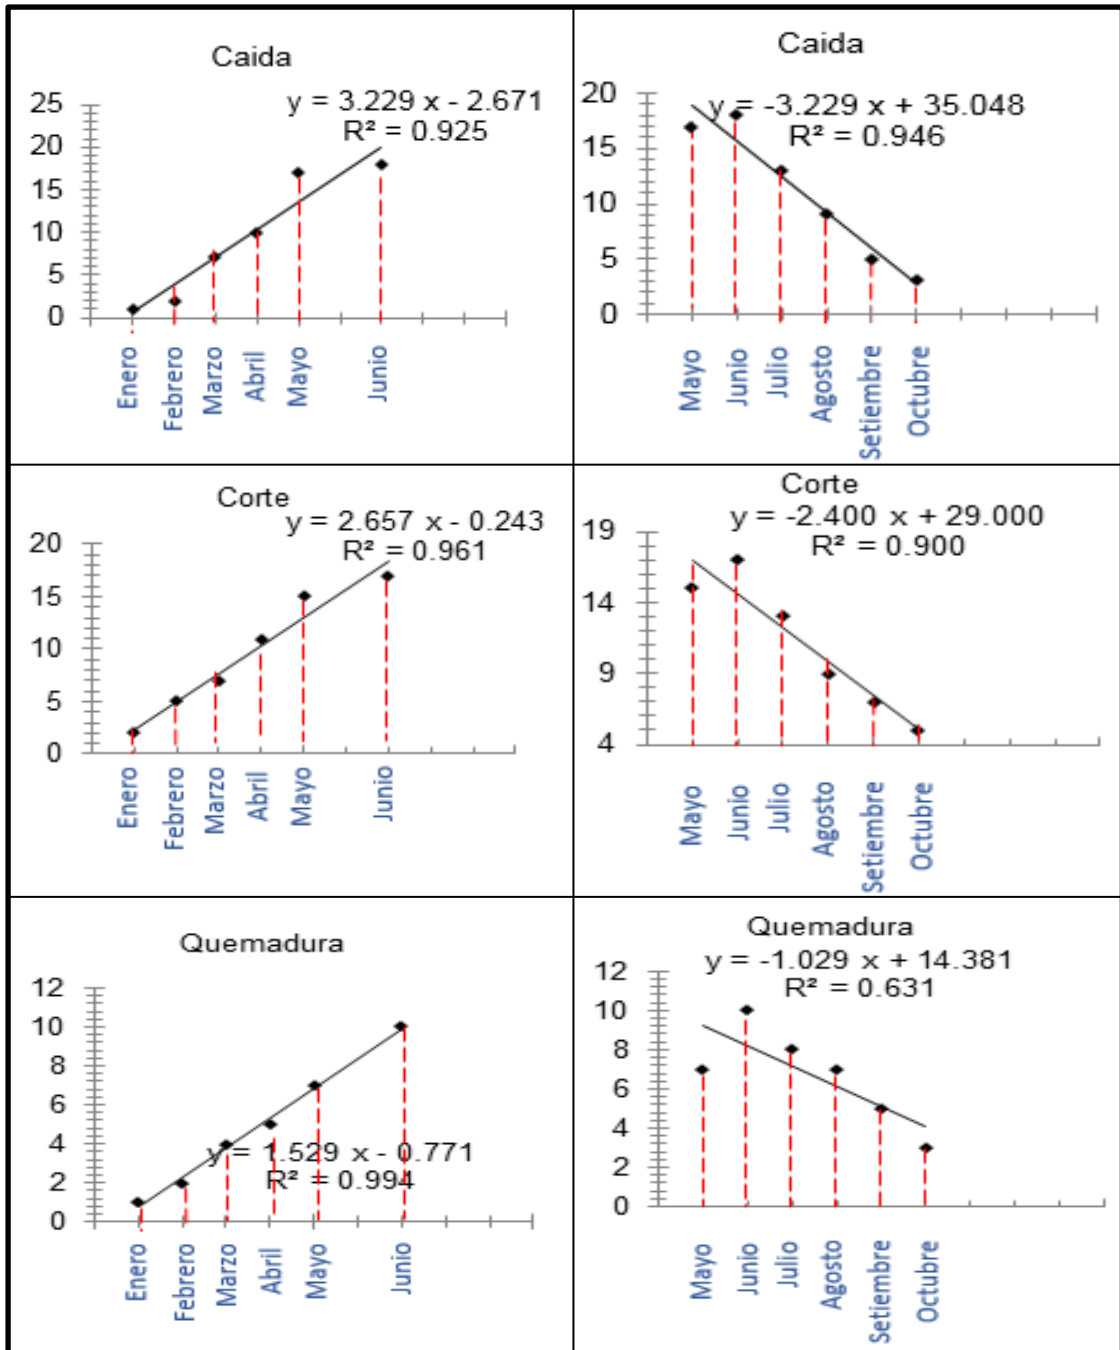 Caida
y = 3.229 x - 2.671
R² = 0.925
25
20
15
10
5
0
Enero
Febrero
Marzo
Abril
Mayo
Junio
Caida
y = -3.229 x + 35.048
R² = 0.946
20
15
10
5
0
Mayo
Junio
Julio
Agosto
Setiembre
Octubre
Corte
y = 2.657 x - 0.243
R² = 0.961
20
15
10
5
0
Enero
Febrero
Marzo
Abril
Mayo
Junio
Corte
y = -2.400 x + 29.000
R² = 0.900
19
14
9
4
Mayo
Junio
Julio
Agosto
Setiembre
Octubre
Quemadura
12
10
8
6
4
2
0
y = 1.529 x - 0.771
R² = 0.994
Enero
Febrero
Marzo
Abril
Mayo
Junio
Quemadura
y = -1.029 x + 14.381
R² = 0.631
12
10
8
6
4
2
0
Mayo
Junio
Julio
Agosto
Setiembre
Octubre